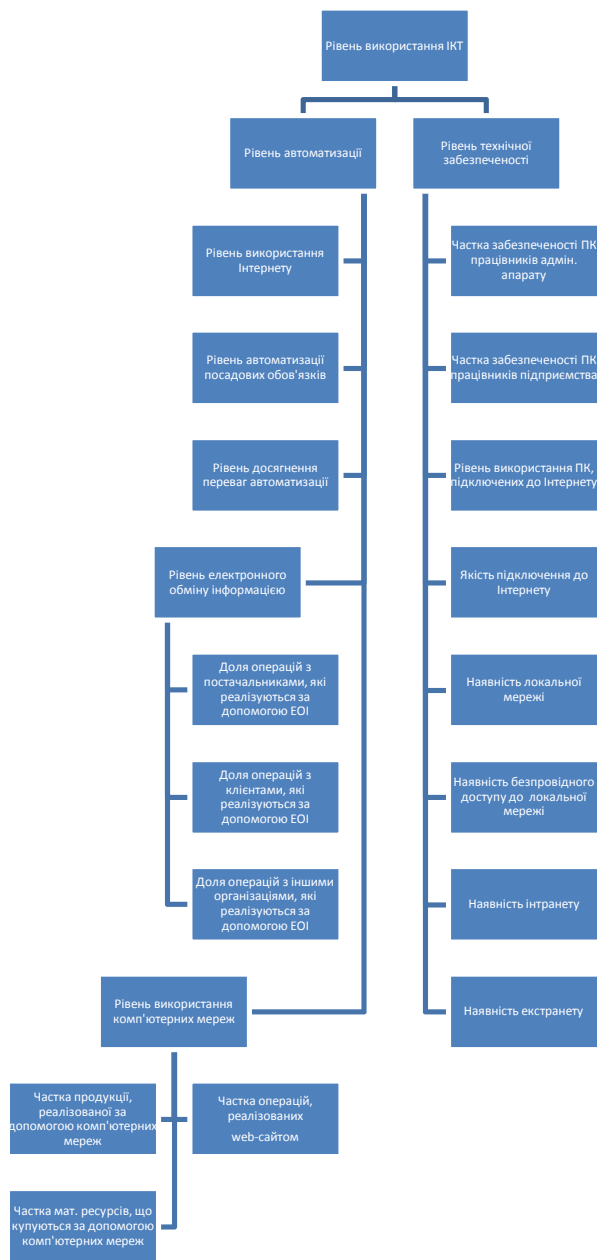 Рівень використання ІКТ
Рівень автоматизації
Рівень технічної
забезпеченості
Рівень використання
Інтернету
Частка забезпеченості ПК
працівників адмін.
апарату
Рівень автоматизації
посадових обов'язків
Частка забезпеченості ПК
працівників підприємства
Рівень досягнення
переваг автоматизації
Рівень використання ПК,
підключених до Інтернету
Рівень електронного
обміну інформацією
Якість підключення до
Інтернету
Доля операцій з
постачальниками, які
реалізуються за
допомогою ЕОІ
Наявність локальної
мережі
Доля операцій з
клієнтами, які
реалізуються за
допомогою ЕОІ
Наявність безпровідного
доступу до локальної
мережі
Доля операцій з іншими
організаціями, які
реалізуються за
допомогою ЕОІ
Наявність інтранету
Рівень використання
комп'ютерних мереж
Наявність екстранету
Частка продукції,
реалізованої за
допомогою комп'ютерних
мереж
Частка операцій,
реалізованих
web-сайтом
Частка мат. ресурсів, що
купуються за допомогою
комп'ютерних мереж